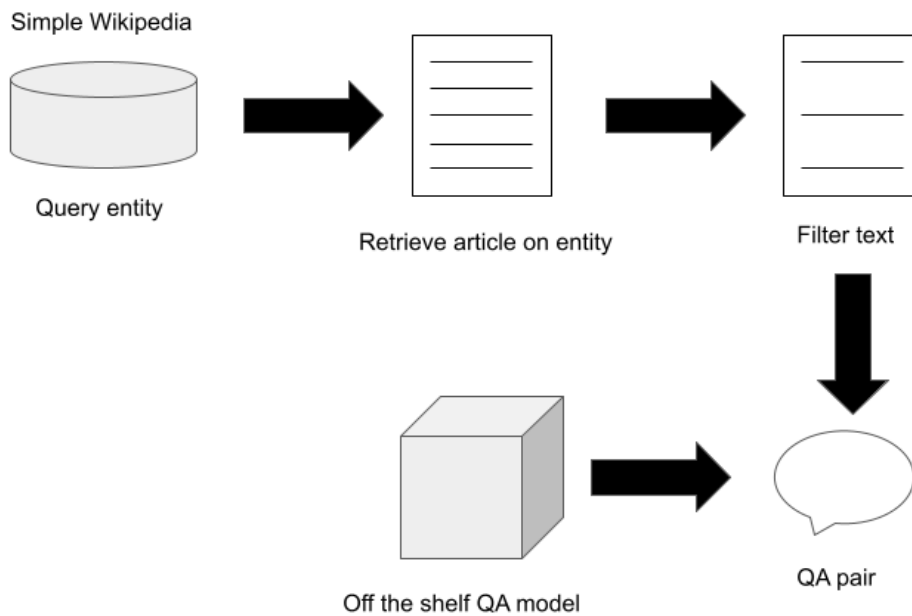 Simple Wikipedia
Query entity
Retrieve article on entity
Filter text
Off the shelf QA model
QA pair